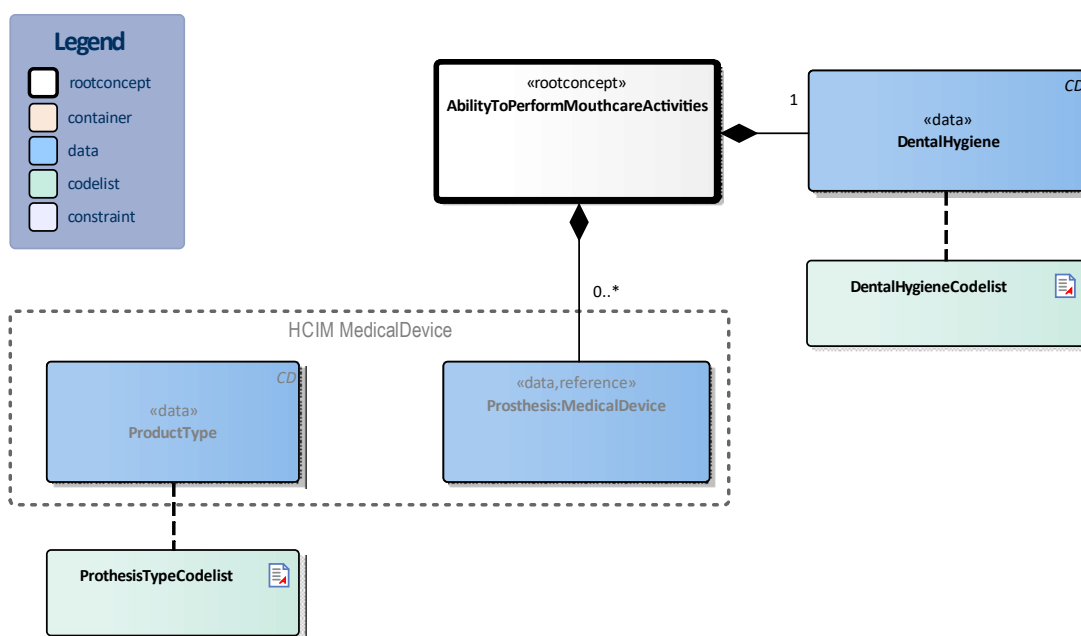 Legend
rootconcept
container
data
codelist
constraint
«rootconcept»
AbilityToPerformMouthcareActivities
1
CD
«data»
DentalHygiene
DentalHygieneCodelist
0..*
HCIM MedicalDevice
CD
«data»
ProductType
«data,reference»
Prosthesis:MedicalDevice
ProthesisTypeCodelist